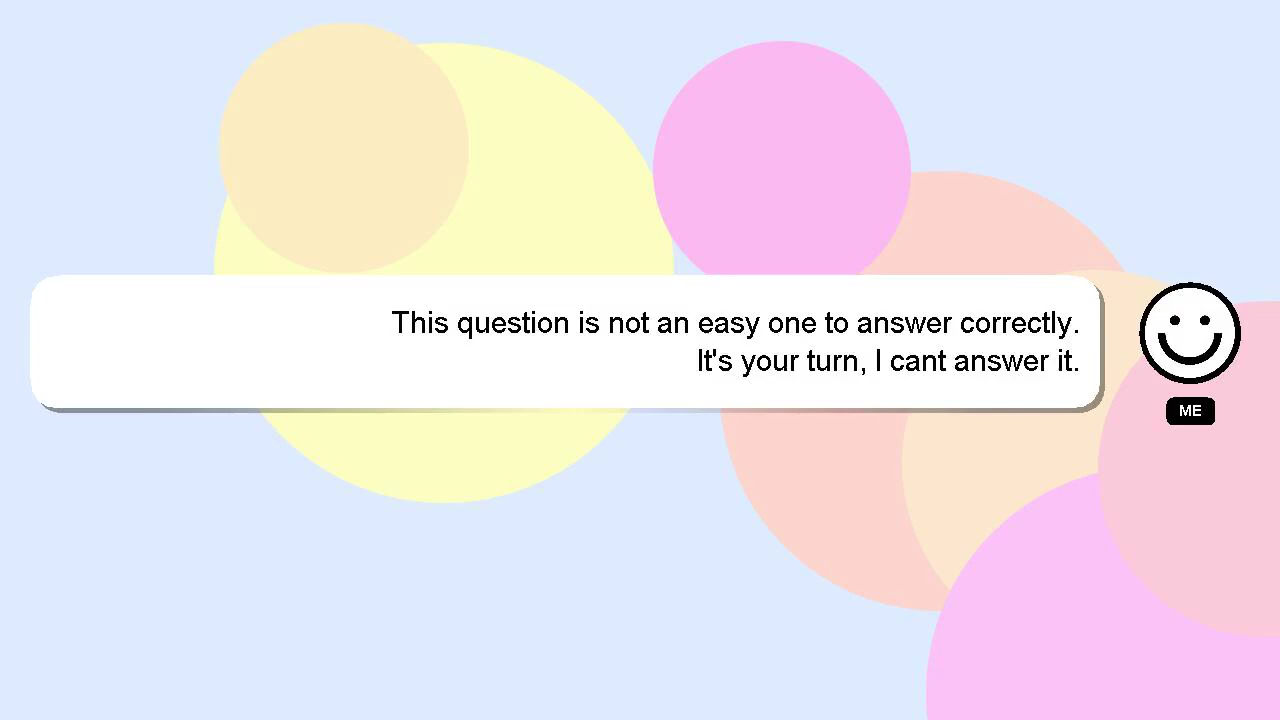 This question is not an easy one to answer correctly.
It's your turn, I cant answer it.
ME